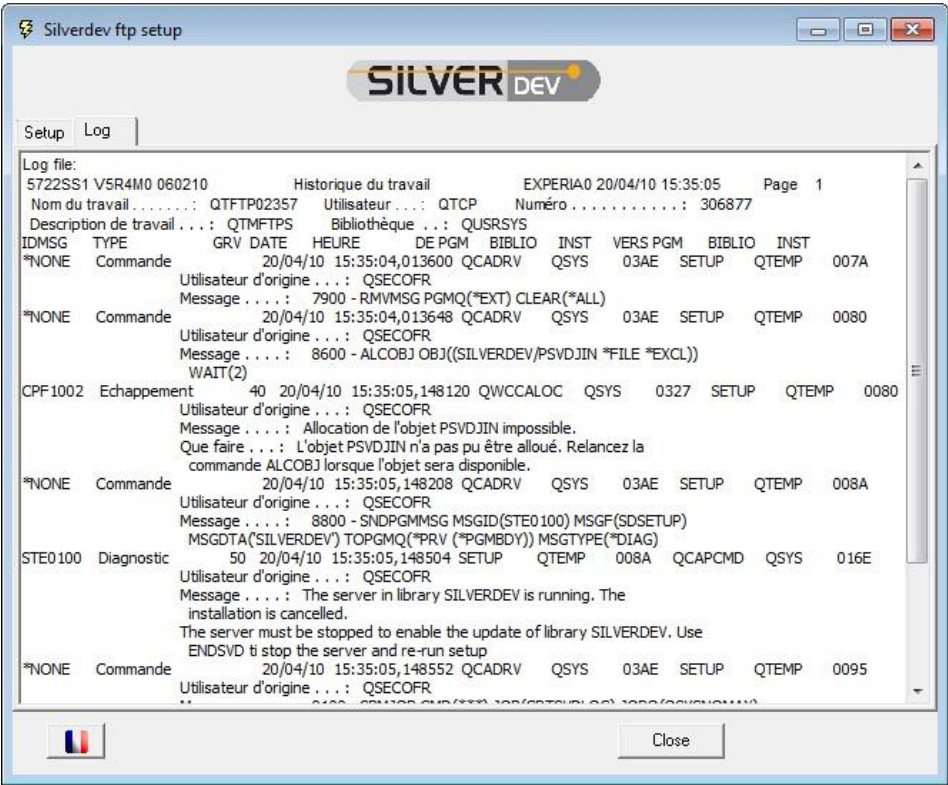 Silverdev ftp setup
SILVER DEV
Setup Log
Log file:
5722SS1 V5R4M0 060210 Historique du travail EXPERIA0 20/04/10 15:35:05 Page 1
Nom du travail . . . . . . . : QTFTP02357 Utilisateur . . . : QTCP Numéro . . . . . . . . . . . : 306877
Description de travail . . . : QTMFTPS Bibliothèque . . : QUSRSYS
IDMSG TYPE GRV DATE HEURE DE PGM BIBLIO INST VERS PGM BIBLIO INST
*NONE Commande 20/04/10 15:35:04,013600 QCADRV QSYS 03AE SETUP QTEMP 007A
Utilisateur d'origine . . . : QSECOFR
Message . . . . : 7900 - RMVMSG PGMQ(*EXT) CLEAR(*ALL)
*NONE Commande 20/04/10 15:35:04,013648 QCADRV QSYS 03AE SETUP QTEMP 0080
Utilisateur d'origine . . . : QSECOFR
Message . . . . : 8600 - ALCOBJ OBJ((SILVERDEV/PSVDJIN *FILE *EXCL))
WAIT(2)
CPF1002 Echappement 40 20/04/10 15:35:05,148120 QWCCALOC QSYS 0327 SETUP QTEMP 0080
Utilisateur d'origine . . . : QSECOFR
Message . . . . : Allocation de l'objet PSVDJIN impossible.
Que faire . . . : L'objet PSVDJIN n'a pas pu être alloué. Relancez la
commande ALCOBJ lorsque l'objet sera disponible.
*NONE Commande 20/04/10 15:35:05,148208 QCADRV QSYS 03AE SETUP QTEMP 008A
Utilisateur d'origine . . . : QSECOFR
Message . . . . : 8800 - SNDPGMMSG MSGID(STE0100) MSGF(SDSETUP)
MSGDTA('SILVERDEV') TOPGMQ(*PRV (*PGMBDY)) MSGTYPE(*DIAG)
STE0100 Diagnostic 50 20/04/10 15:35:05,148504 SETUP QTEMP 008A QCAPCMD QSYS 016E
Utilisateur d'origine . . . : QSECOFR
Message . . . . : The server in library SILVERDEV is running. The
installation is cancelled.
The server must be stopped to enable the update of library SILVERDEV. Use
ENDSVD ti stop the server and re-run setup
*NONE Commande 20/04/10 15:35:05,148552 QCADRV QSYS 03AE SETUP QTEMP 0095
Utilisateur d'origine . . . : QSECOFR
Close